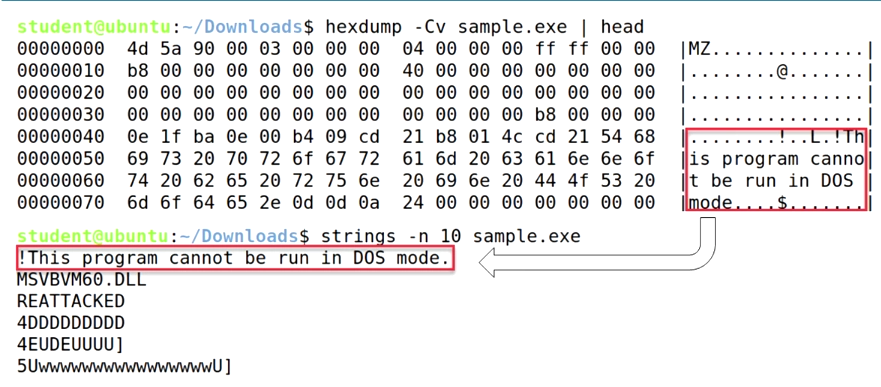 student@ubuntu:~/Downloads$ hexdump -Cv sample.exe | head
00000000  4d 5a 90 00 03 00 00 00  04 00 00 00 ff ff 00 00  |MZ..............|
00000010  b8 00 00 00 00 00 00 00  40 00 00 00 00 00 00 00  |........@.......|
00000020  00 00 00 00 00 00 00 00  00 00 00 00 00 00 00 00  |................|
00000030  00 00 00 00 00 00 00 00  00 00 00 00 b8 00 00 00  |................|
00000040  0e 1f ba 0e 00 b4 09 cd  21 b8 01 4c cd 21 54 68  |........!..L.!Th|
00000050  69 73 20 70 72 6f 67 72  61 6d 20 63 61 6e 6e 6f  |is program canno|
00000060  74 20 62 65 20 72 75 6e  20 69 6e 20 44 4f 53 20  |t be run in DOS |
00000070  6d 6f 64 65 2e 0d 0d 0a  24 00 00 00 00 00 00 00  |mode....$.......|
student@ubuntu:~/Downloads$ strings -n 10 sample.exe
!This program cannot be run in DOS mode.
MSVBVM60.DLL
REATTACKED
4DDDDDDDDD
4EUDEUUUU]
5UwwwwwwwwwwwwwwwwU]